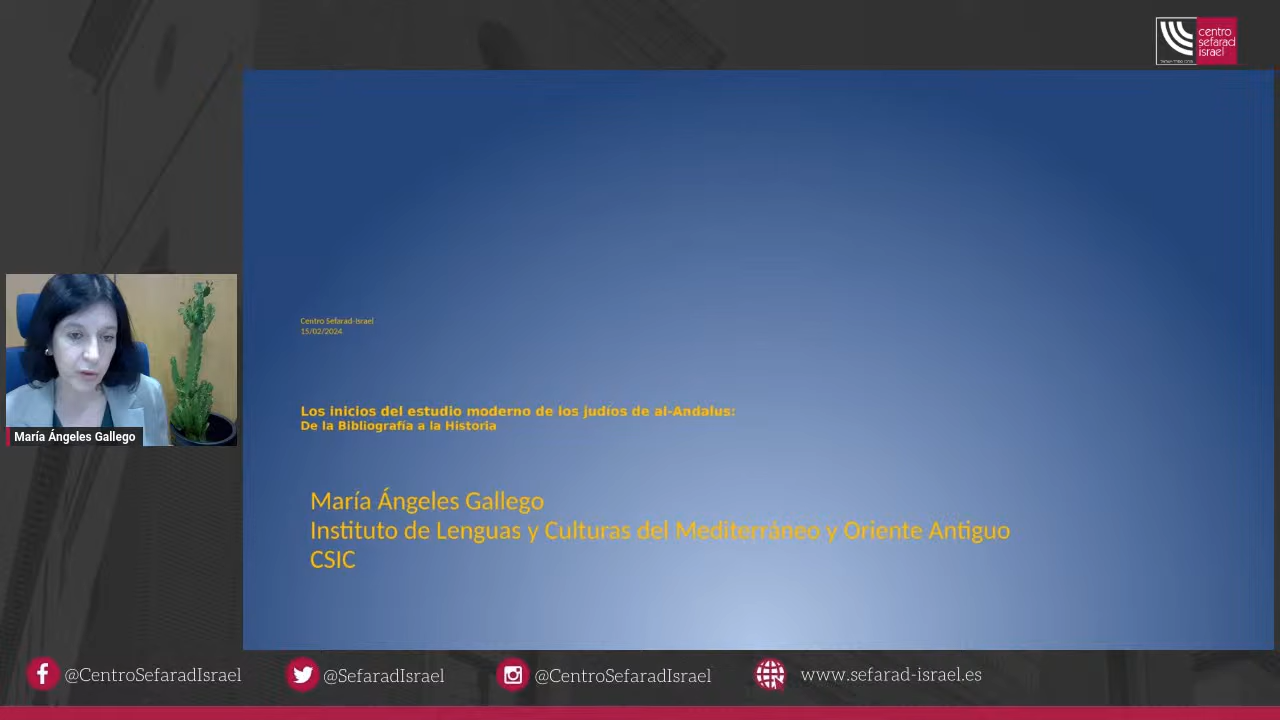 centro
sefarad
israel
Centro Sefarad-Israel
15/02/2024
Los inicios del estudio moderno de los judíos de al-Andalus:
De la Bibliografía a la Historia
María Ángeles Gallego
Instituto de Lenguas y Culturas del Mediterráneo y Oriente Antiguo
CSIC
María Ángeles Gallego
@CentroSefaradIsrael
@SefaradIsrael
@CentroSefaradIsrael
www.sefarad-israel.es